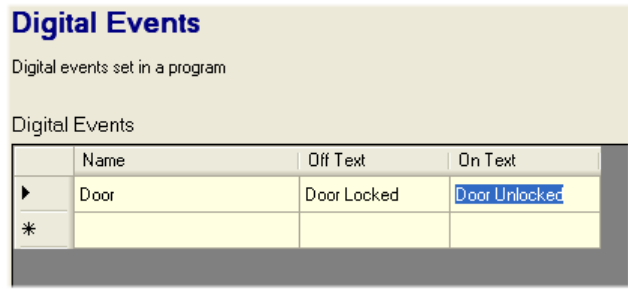 Digital Events
Digital events set in a program
Digital Events
Name Off Text On Text
Door Door Locked Door Unlocked